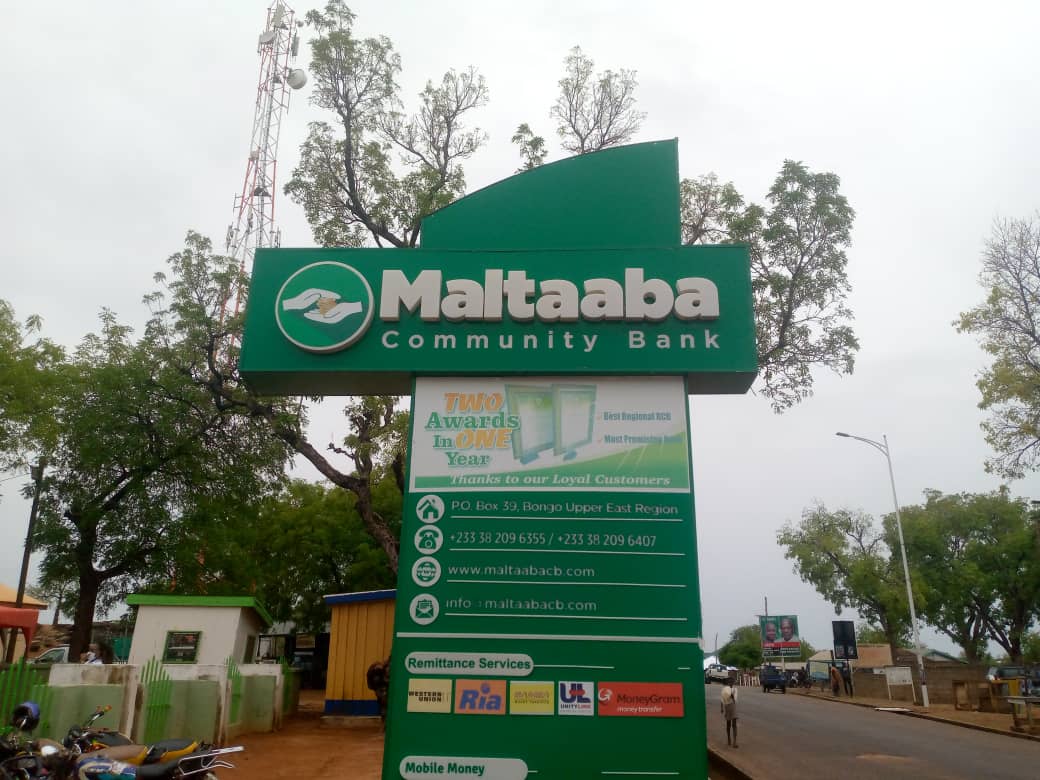 Maltaaba
Community Bank
TWO
Awards
In ONE
Year
Best Regional RCB
Most Promising
Thanks to our Loyal Customers
P.O. Box 39, Bongo Upper East Region
+233 38 209 6355 / +233 38 209 6407
www.maltaabacb.com
info maltaabacb.com
Remittance Services
WESTERN
UNION
Ria
UL
UNITYLINK
MoneyGram
money transfer
Mobile Money